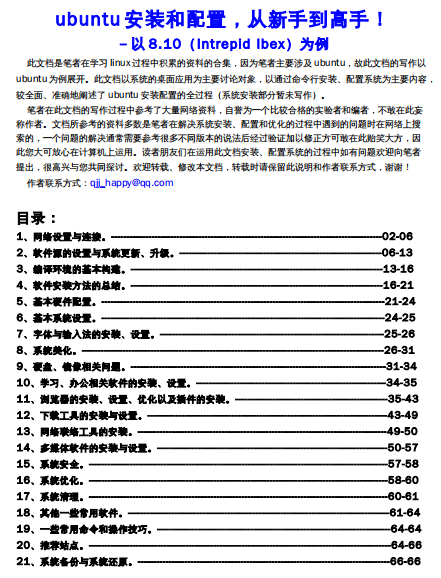 ubuntu安装和配置，从新手到高手！
－以 8.10（Intrepid Ibex）为例
此文档是笔者在学习 linux 过程中积累的资料的合集，因为笔者主要涉及 ubuntu，故此文档的写作以
ubuntu 为例展开。此文档以系统的桌面应用为主要讨论对象，以通过命令行安装、配置系统为主要内容，
较全面、准确地阐述了 ubuntu 安装配置的全过程（系统安装部分暂未写作）。
笔者在此文档的写作过程中参考了大量网络资料，自誉为一个比较合格的实验者和编者，不敢在此妄
称作者。文档所参考的资料多数是笔者在解决系统安装、配置和优化的过程中遇到的问题时在网络上搜
索的，一个问题的解决通常需要参考很多不同版本的说法后经过验证加以修正方可敢在此贻笑大方，因
此您大可放心在计算机上运用。读者朋友们在运用此文档安装、配置系统的过程中如有问题欢迎向笔者
提出，很高兴与您共同探讨。欢迎转载、修改本文档，转载时请保留此说明和作者联系方式，谢谢！
作者联系方式：qjj_happy@qq.com
目录：
1、网络设置与连接。------02-06
2、软件源的设置与系统更新、升级。------06-13
3、编译环境的基本构建。------13-16
4、软件安装方法的总结。------16-21
5、基本硬件配置。------21-24
6、基本系统设置。------24-25
7、字体与输入法的安装、设置。------25-26
8、系统美化。------26-31
9、硬盘、镜像相关问题。------31-34
10、学习、办公相关软件的安装、设置。------34-35
11、浏览器的安装、设置、优化以及插件的安装。------35-43
12、下载工具的安装与设置。------43-49
13、网络联络工具的安装。------49-50
14、多媒体软件的安装与设置。------50-57
15、系统安全。------57-58
16、系统优化。------58-60
17、系统清理。------60-61
18、其他一些常用软件。------61-64
19、一些常用命令和操作技巧。------64-64
20、推荐站点。------64-66
21、系统备份与系统还原。------66-66